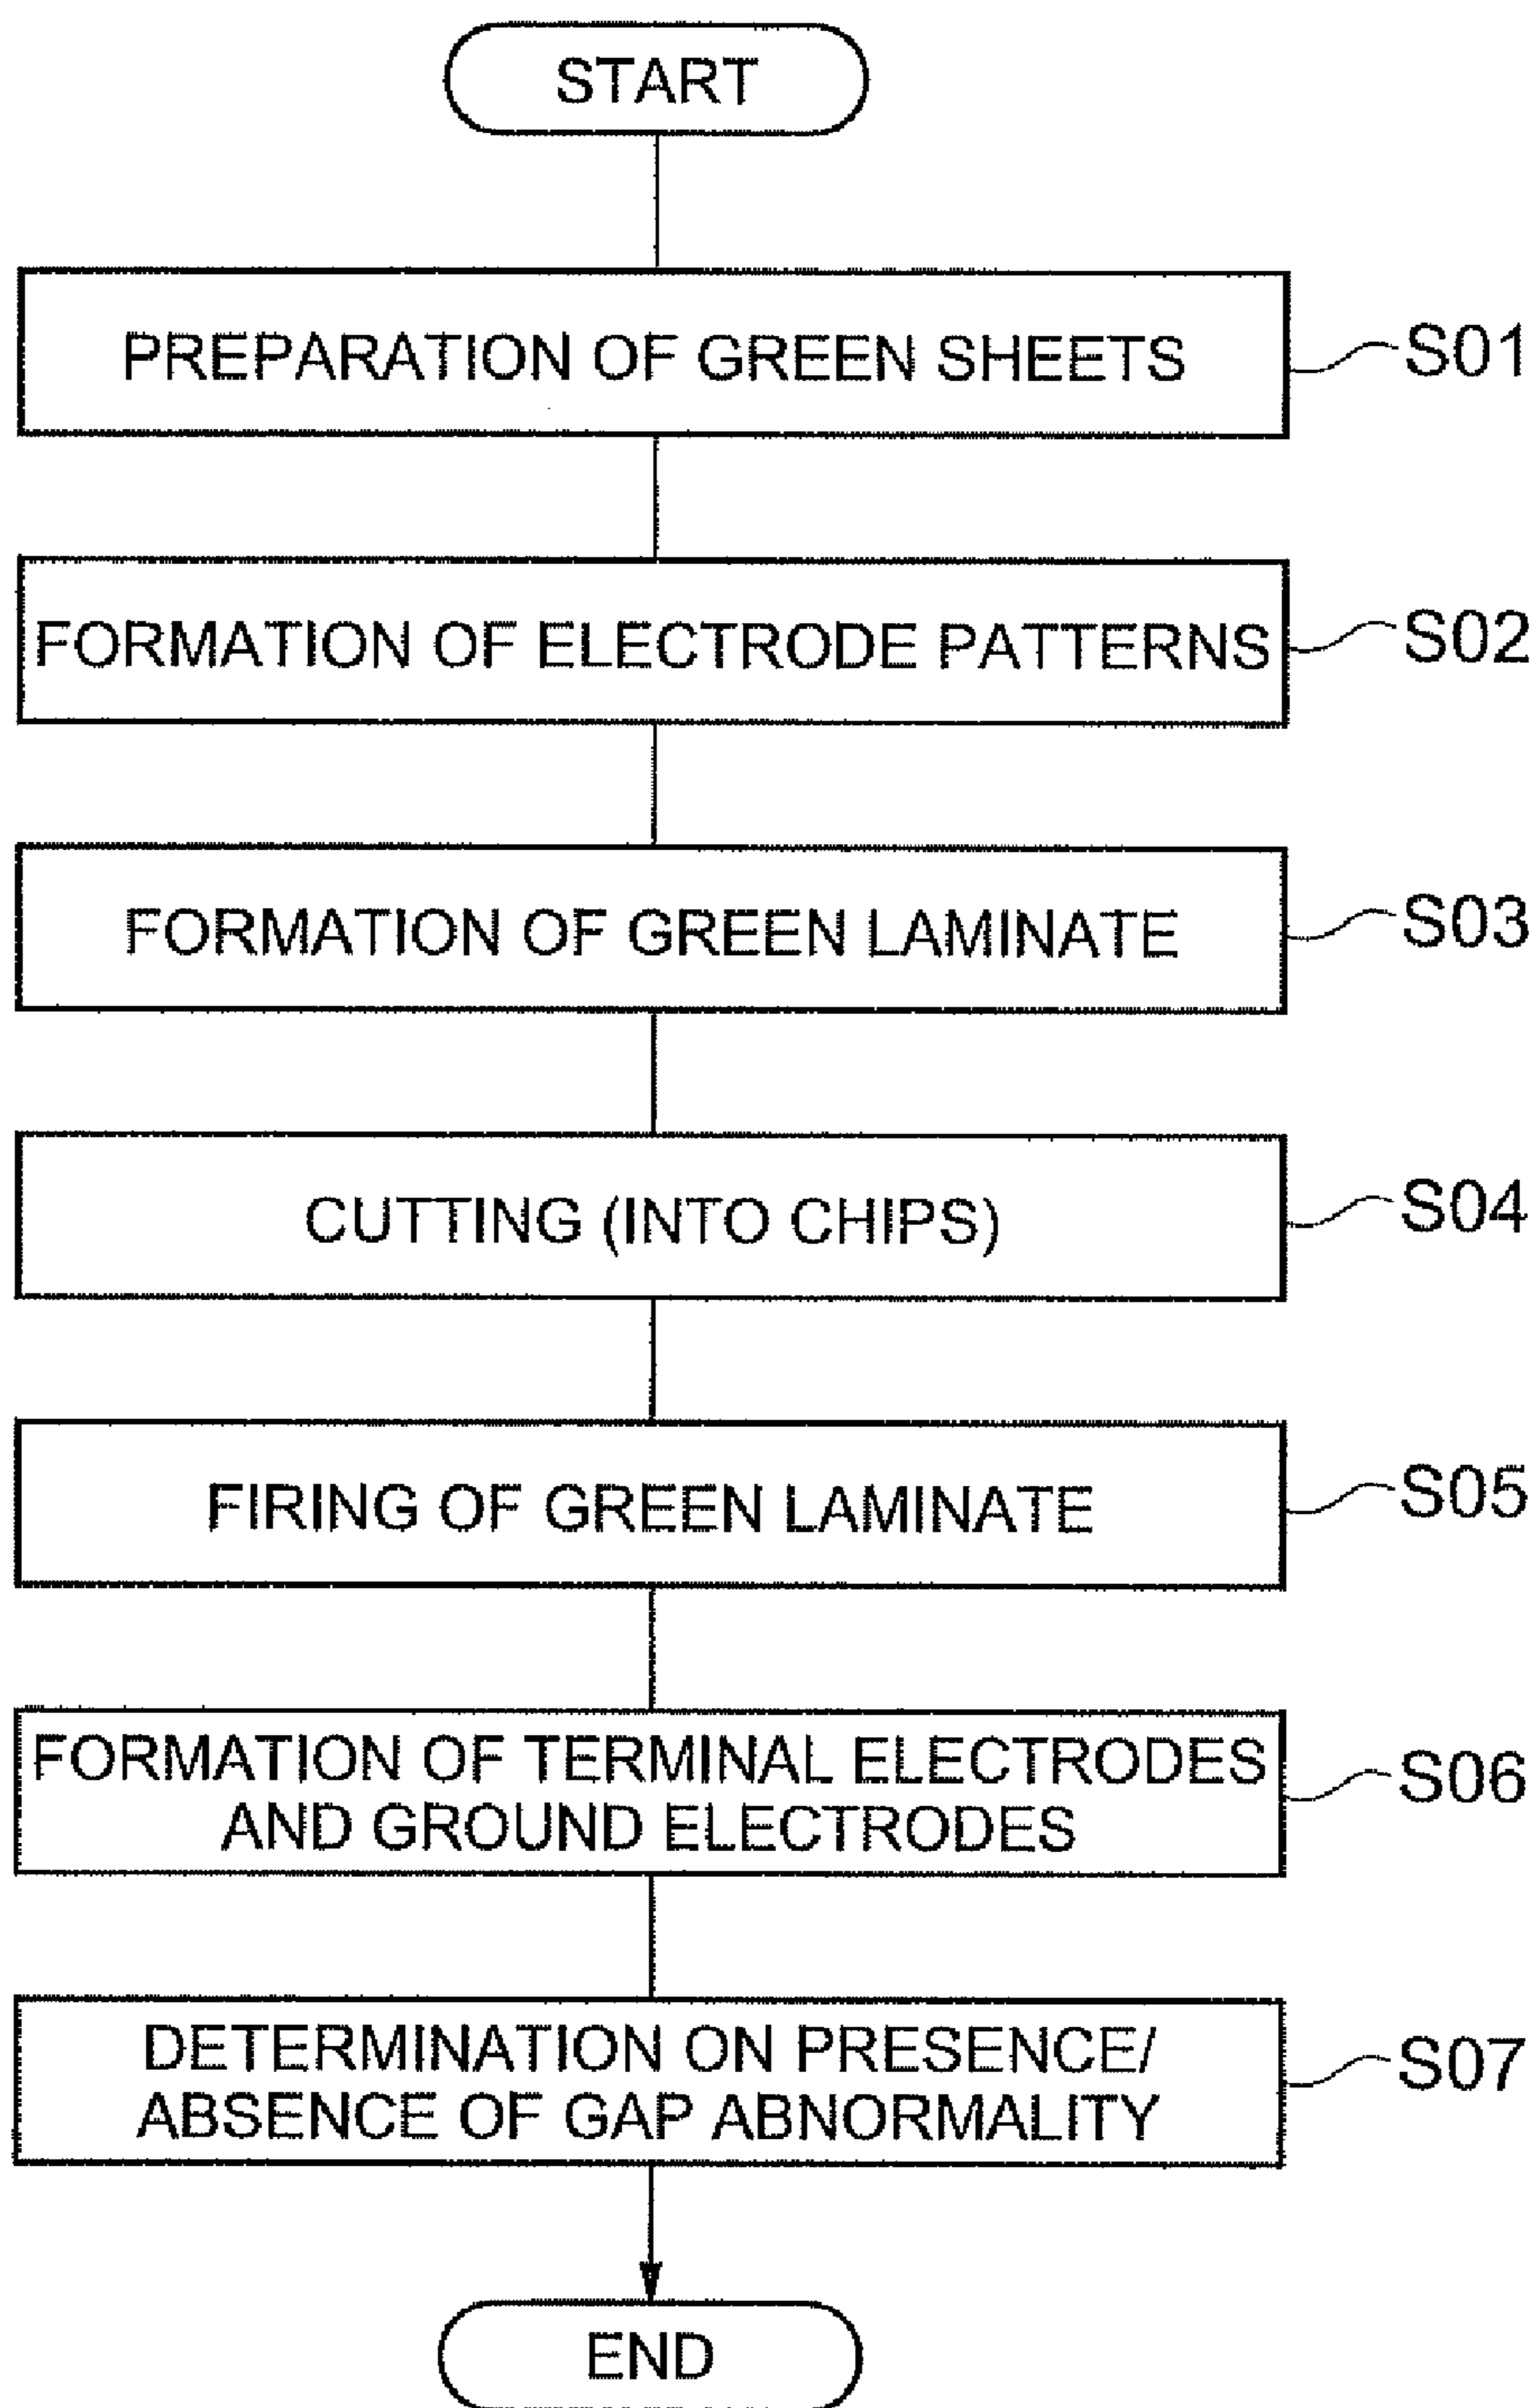 START
PREPARATION OF GREEN SHEETS
S01
FORMATION OF ELECTRODE PATTERNS
S02
FORMATION OF GREEN LAMINATE
S03
CUTTING (INTO CHIPS)
S04
FIRING OF GREEN LAMINATE
S05
FORMATION OF TERMINAL ELECTRODES
AND GROUND ELECTRODES
S06
DETERMINATION ON PRESENCE/
ABSENCE OF GAP ABNORMALITY
S07
END